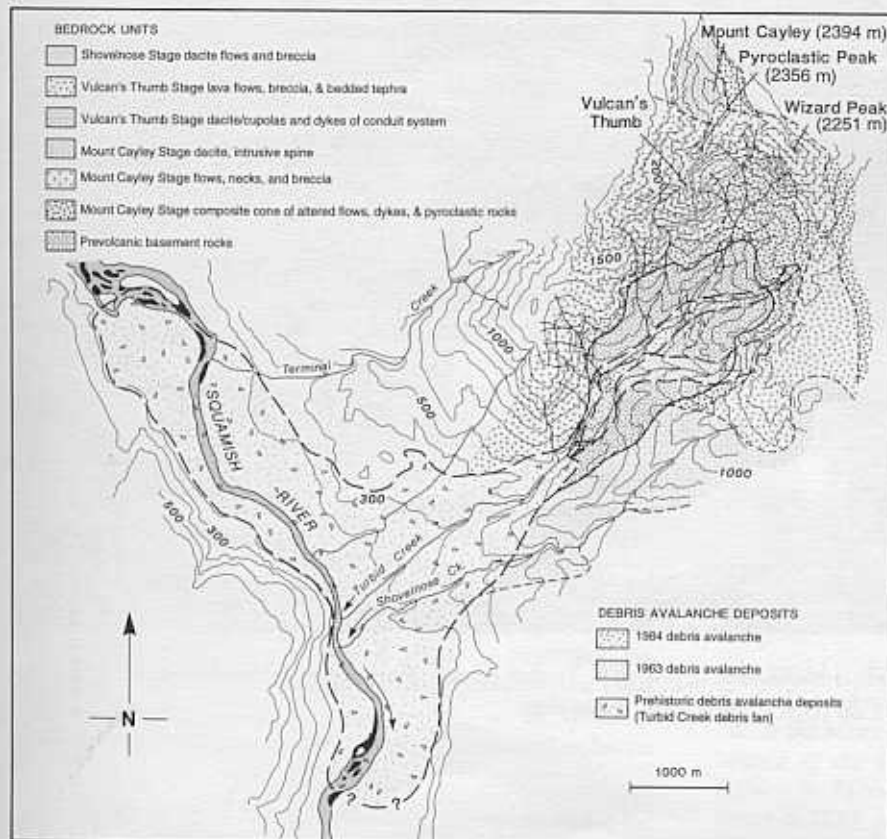 BEDROCK UNITS
Shovelnose Stage dacite flows and breccia
Vulcan's Thumb Stage lava flows, breccia, & bedded tephra
Vulcan's Thumb Stage dacite/cupolas and dykes of conduit system
Mount Cayley Stage dacite, intrusive spine
Mount Cayley Stage flows, necks, and breccia
Mount Cayley Stage composite cone of altered flows, dykes, & pyroclastic rocks
Prevolcanic basement rocks
Mount Cayley (2394 m)
Pyroclastic Peak
(2356 m)
Vulcan's
Thumb
Wizard Peak
(2251 m)
1500
Creek
1000
Terminal
500
SQUAMISH
RIVER
300
1000
500
300
Turbid Creek
Shovelnose Ck.
DEBRIS AVALANCHE DEPOSITS
1984 debris avalanche
1963 debris avalanche
Prehistoric debris avalanche deposits
(Turbid Creek debris fan)
N
1000 m
? ?